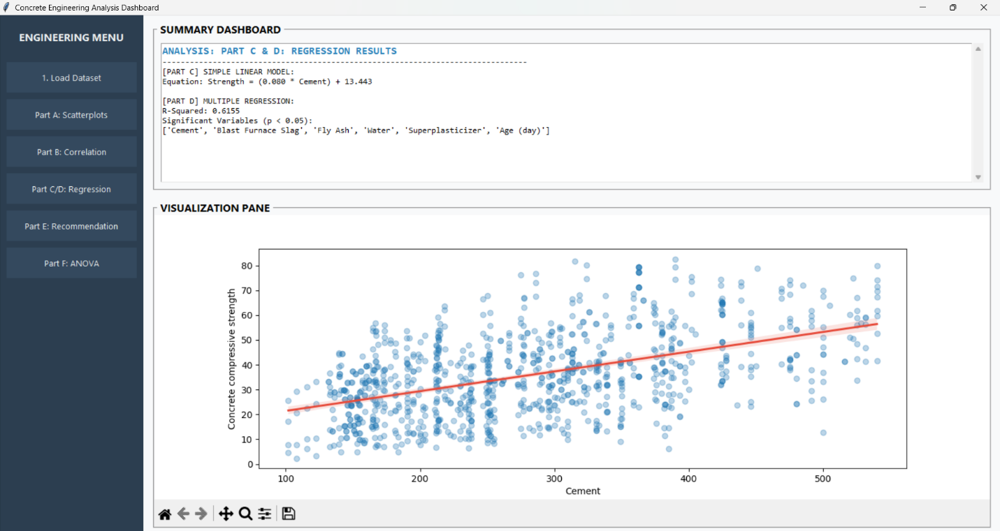 Concrete Engineering Analysis Dashboard
ENGINEERING MENU
1. Load Dataset
Part A: Scatterplots
Part B: Correlation
Part C/D: Regression
Part E: Recommendation
Part F: ANOVA
SUMMARY DASHBOARD
ANALYSIS: PART C & D: REGRESSION RESULTS
--------------------------------------------------------------------------------
[PART C] SIMPLE LINEAR MODEL:
Equation: Strength = (0.080 * Cement) + 13.443
[PART D] MULTIPLE REGRESSION:
R-Squared: 0.6155
Significant Variables (p < 0.05):
['Cement', 'Blast Furnace Slag', 'Fly Ash', 'Water', 'Superplasticizer', 'Age (day)']
VISUALIZATION PANE
Concrete compressive strength
80
70
60
50
40
30
20
10
0
100 200 300 400 500
Cement